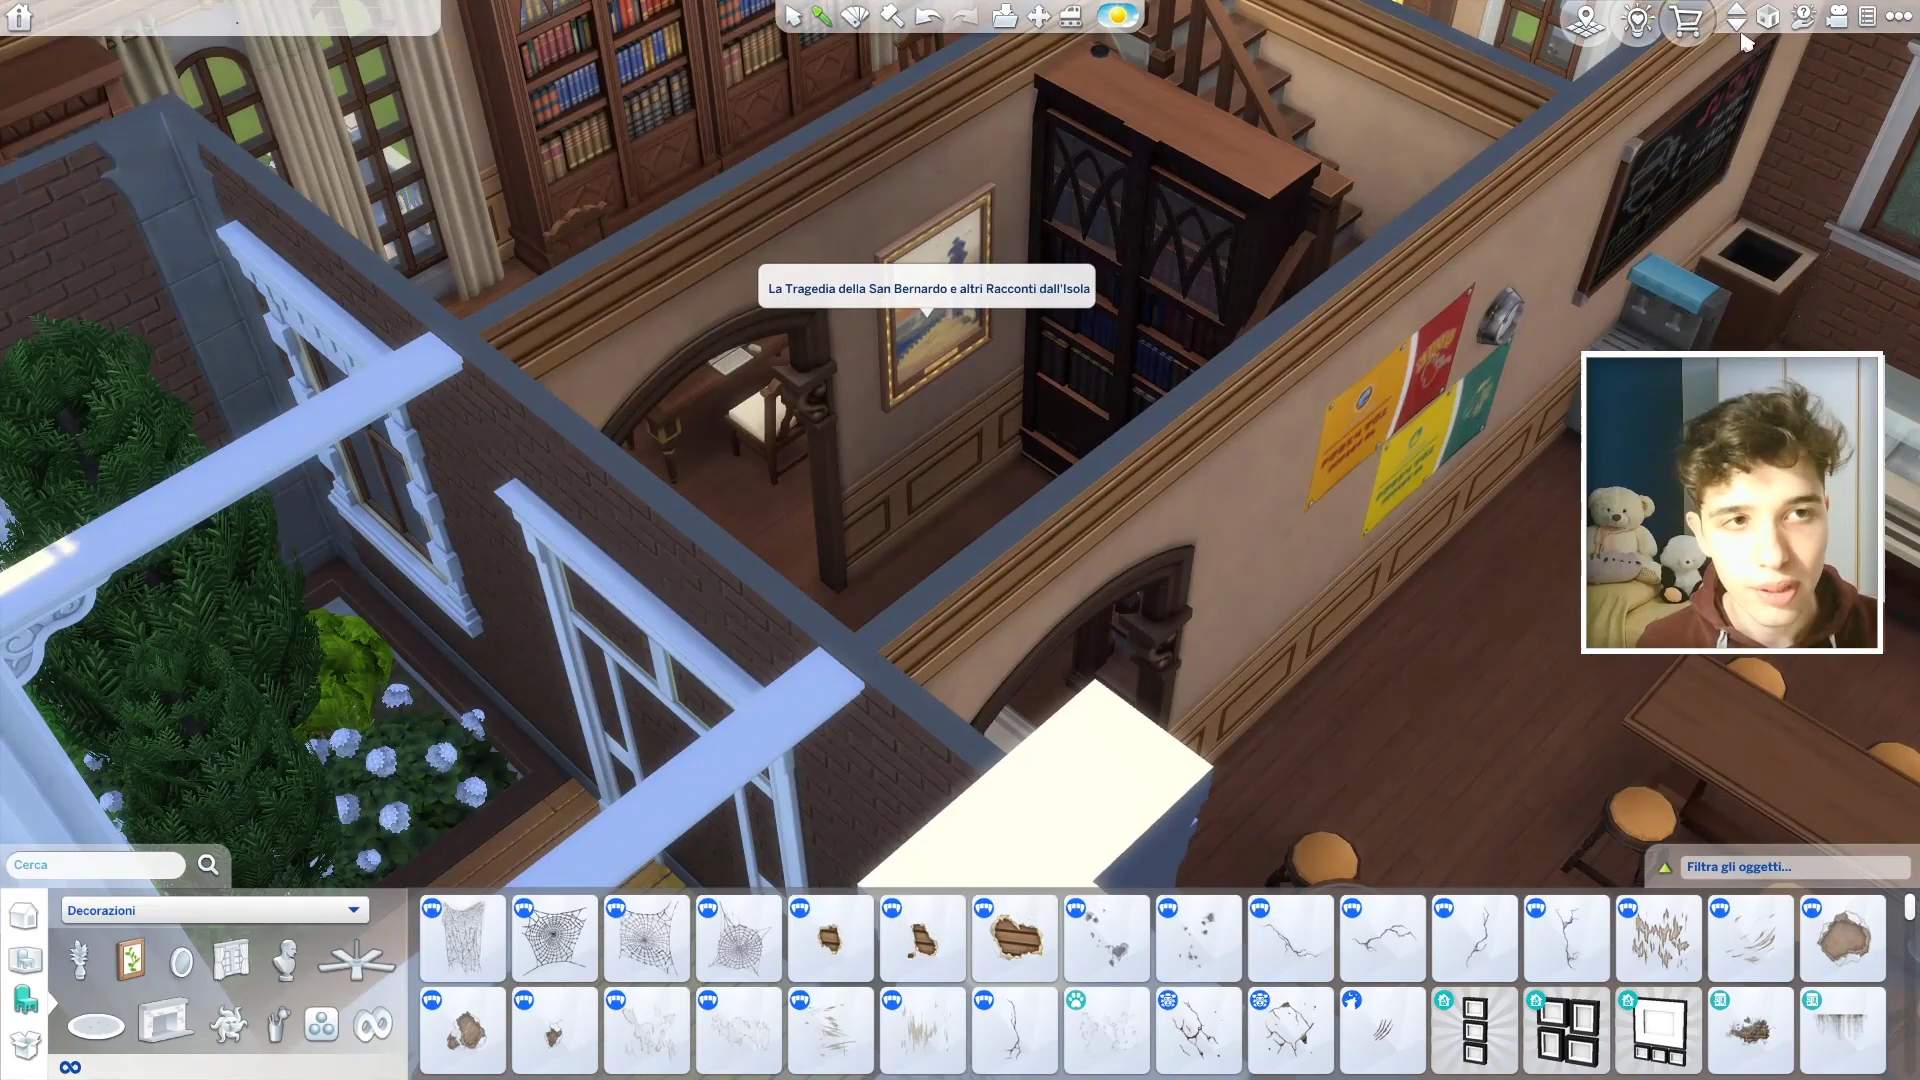 La Tragedia della San Bernardo e altri Racconti dall'Isola
Cerca
Filtra gli oggetti...
Decorazioni